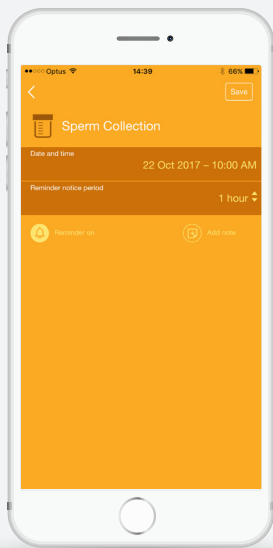 Optus 14:39 66%
Save
Sperm Collection
Date and time
22 Oct 2017 – 10:00 AM
Reminder notice period
1 hour
Reminder on Add note